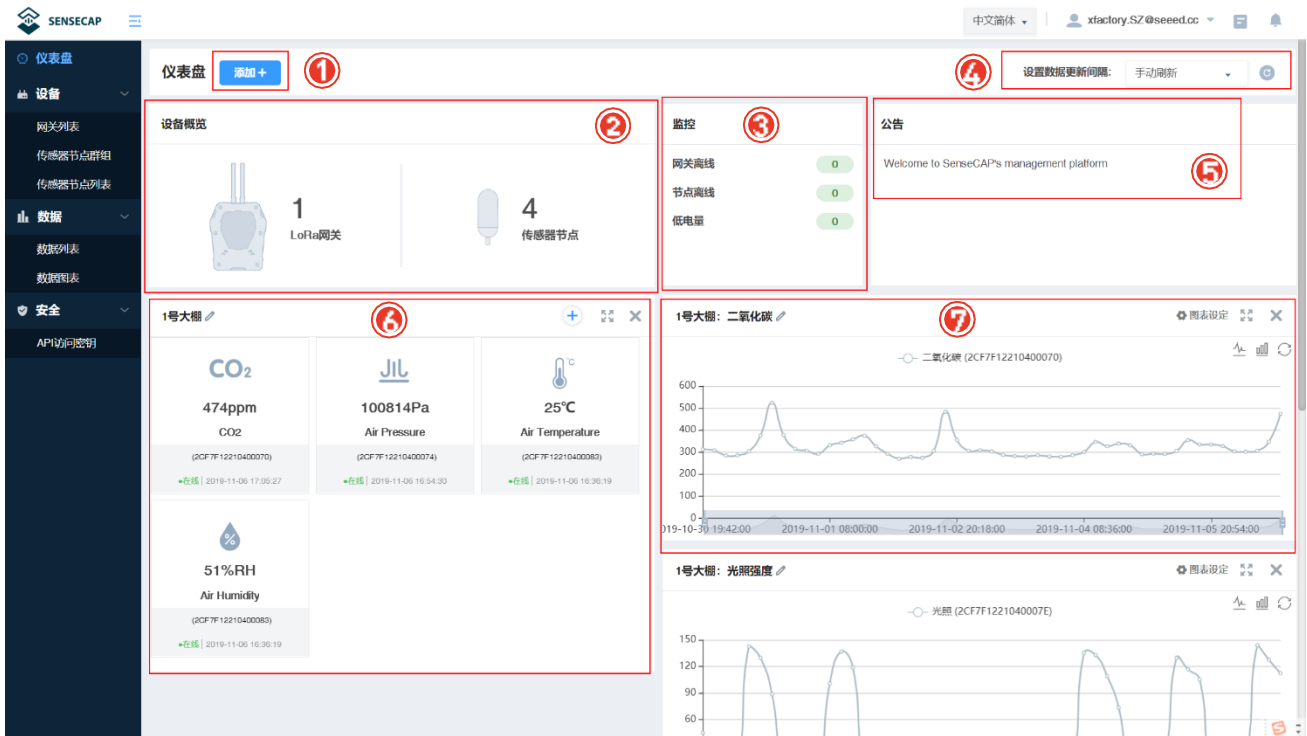 SENSECAP
中文简体
xfactory.SZ@seeed.cc
仪表盘
设备
网关列表
传感器节点群组
传感器节点列表
数据
数据列表
数据图表
安全
API访问密钥
仪表盘
添加+
1
4
设置数据更新间隔:
手动刷新
设备概览
2
1
LoRa网关
4
传感器节点
监控
3
网关离线
0
节点离线
0
低电量
0
公告
Welcome to SenseCAP's management platform
5
1号大棚
6
CO2
474ppm
CO2
(2CF7F12210400070)
•在线 | 2019-11-06 17:05:27
100814Pa
Air Pressure
(2CF7F12210400074)
•在线 | 2019-11-06 16:54:30
°C
25℃
Air Temperature
(2CF7F12210400083)
•在线 | 2019-11-06 16:36:19
%
51%RH
Air Humidity
(2CF7F12210400083)
•在线 | 2019-11-06 16:36:19
1号大棚：二氧化碳
7
图表设定
二氧化碳 (2CF7F12210400070)
600
500
400
300
200
100
0
019-10-30 19:42:00
2019-11-01 08:00:00
2019-11-02 20:18:00
2019-11-04 08:36:00
2019-11-05 20:54:00
1号大棚：光照强度
图表设定
光照 (2CF7F1221040007E)
150
120
90
60